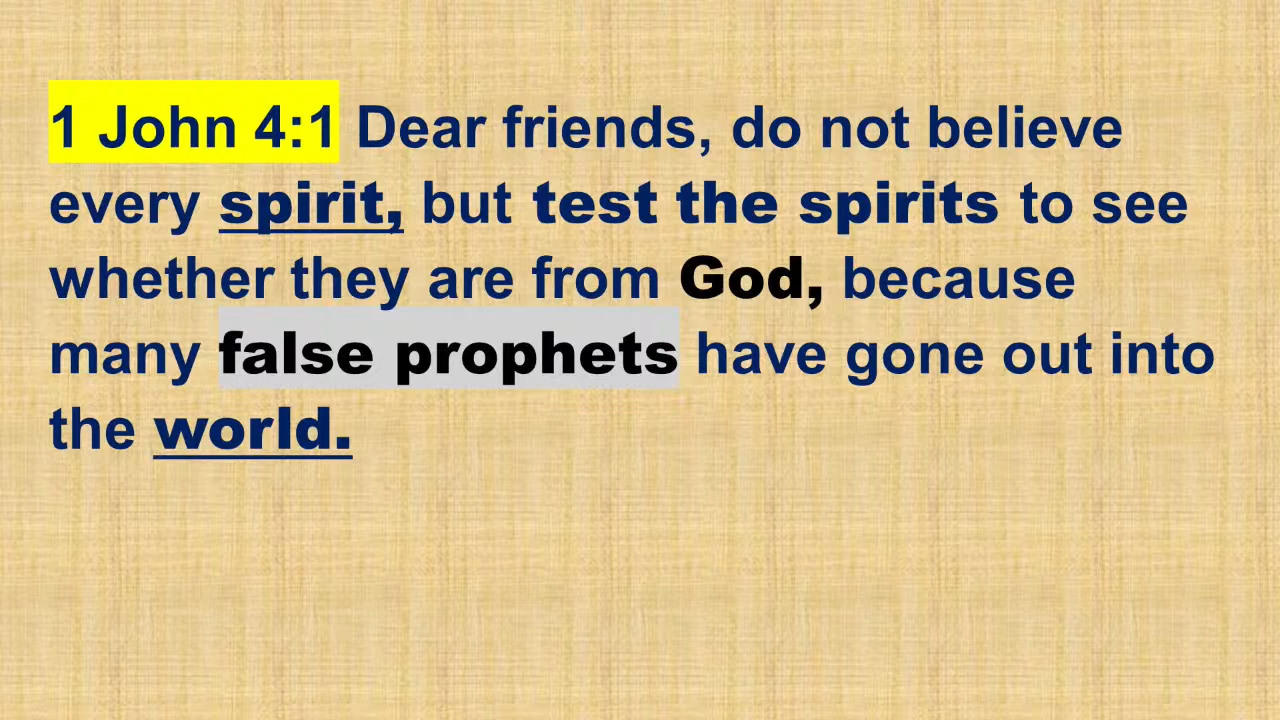 1 John 4:1 Dear friends, do not believe
every spirit, but test the spirits to see
whether they are from God, because
many false prophets have gone out into
the world.